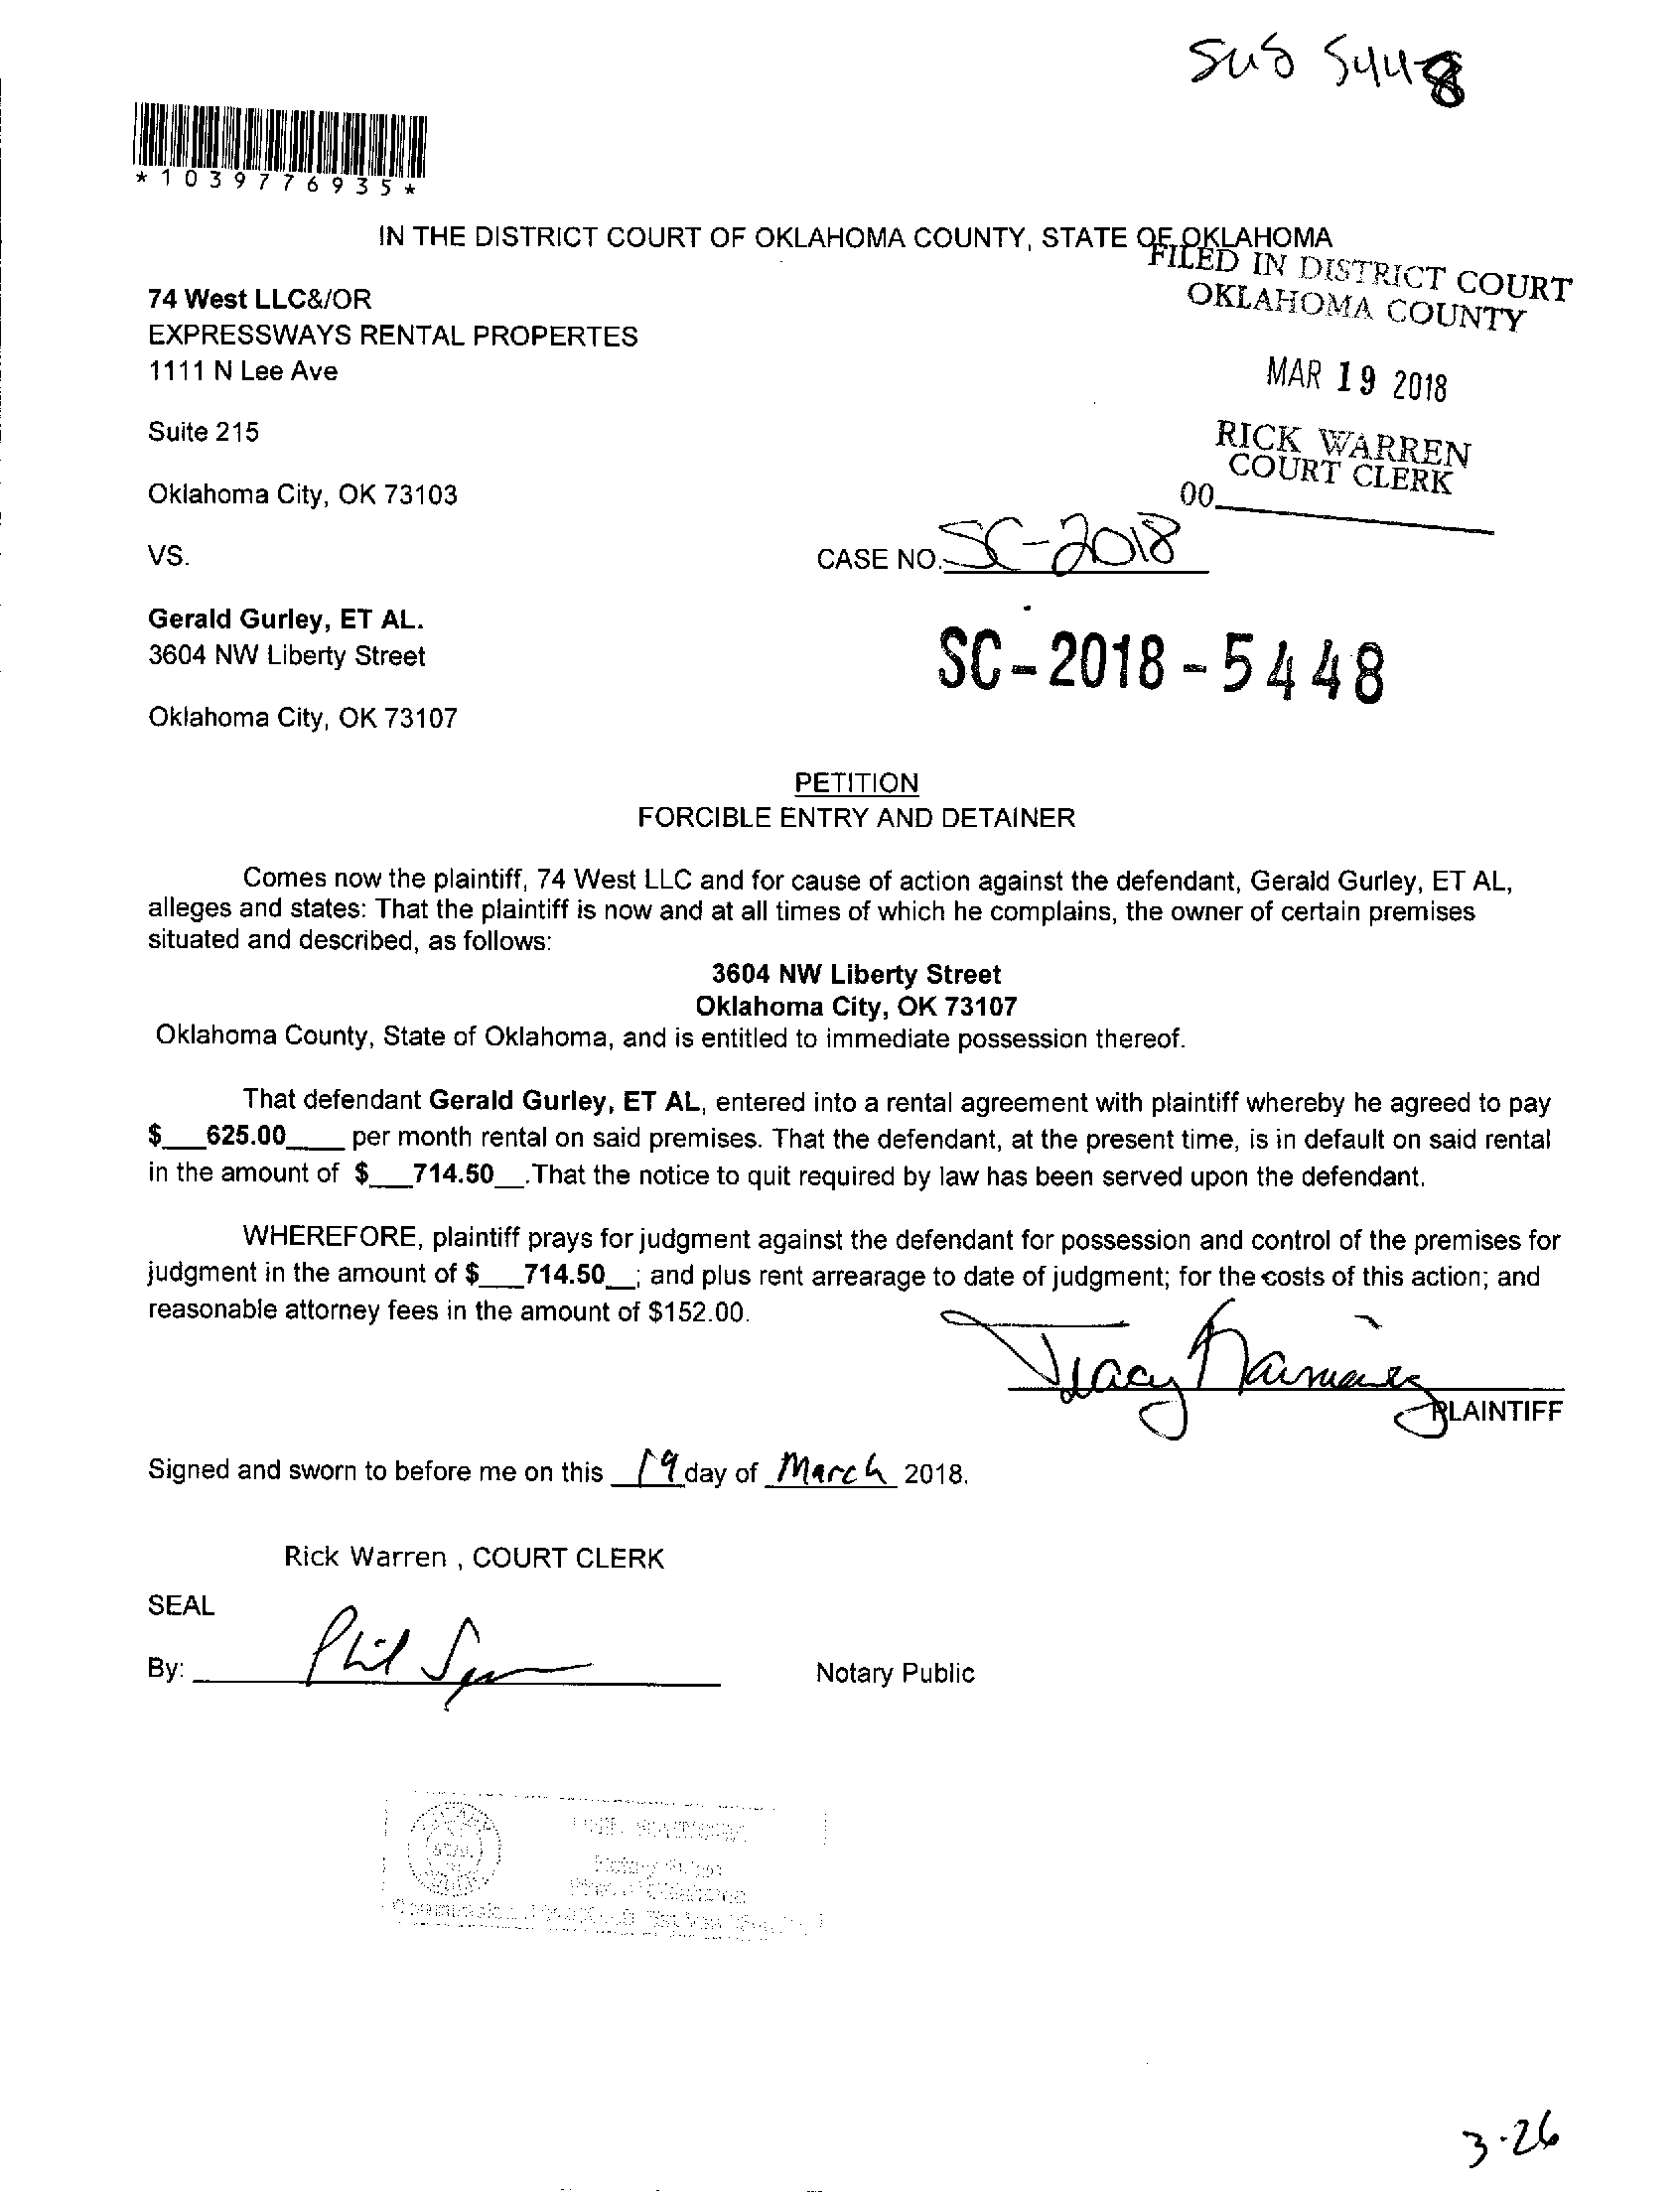 5448
*1039776935*
IN THE DISTRICT COURT OF OKLAHOMA COUNTY, STATE OF OKLAHOMA
FILED IN DISTRICT COURT
OKLAHOMA COUNTY
74 West LLC&/OR
EXPRESSWAYS RENTAL PROPERTES
1111 N Lee Ave
MAR 19 2018
Suite 215
RICK WARREN
COURT CLERK
Oklahoma City, OK 73103
00
VS.
CASE NO. SC-2018
Gerald Gurley, ET AL.
3604 NW Liberty Street
SC-2018-5448
Oklahoma City, OK 73107
PETITION
FORCIBLE ENTRY AND DETAINER
Comes now the plaintiff, 74 West LLC and for cause of action against the defendant, Gerald Gurley, ET AL,
alleges and states: That the plaintiff is now and at all times of which he complains, the owner of certain premises
situated and described, as follows:
3604 NW Liberty Street
Oklahoma City, OK 73107
Oklahoma County, State of Oklahoma, and is entitled to immediate possession thereof.
That defendant Gerald Gurley, ET AL, entered into a rental agreement with plaintiff whereby he agreed to pay
$___625.00____ per month rental on said premises. That the defendant, at the present time, is in default on said rental
in the amount of $___714.50__.That the notice to quit required by law has been served upon the defendant.
WHEREFORE, plaintiff prays for judgment against the defendant for possession and control of the premises for
judgment in the amount of $___714.50__; and plus rent arrearage to date of judgment; for the costs of this action; and
reasonable attorney fees in the amount of $152.00.
Tracy
PLAINTIFF
Signed and sworn to before me on this 19 day of March 2018.
Rick Warren , COURT CLERK
SEAL
By: Phil
Notary Public
SEAL
3-26